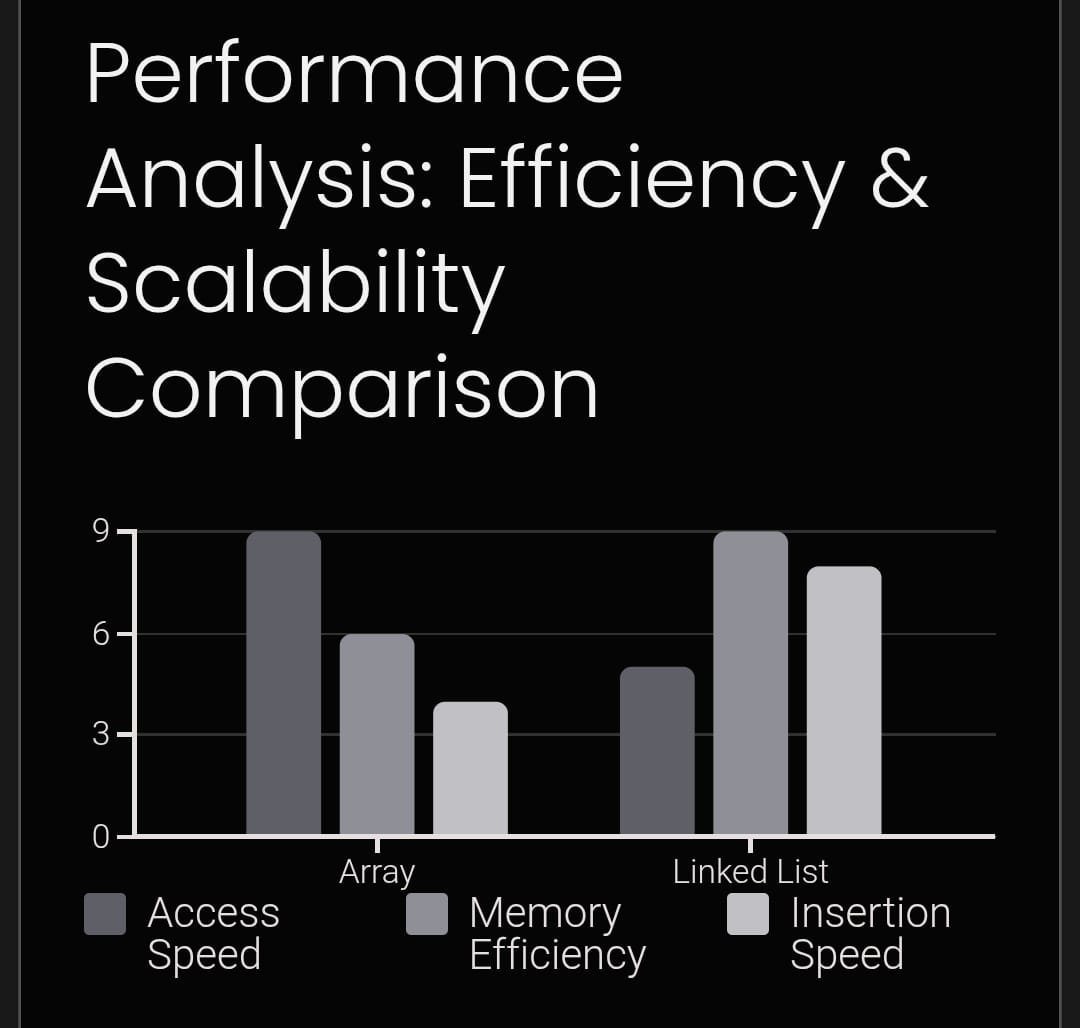 Performance
Analysis: Efficiency &
Scalability
Comparison
9
6
3
0
Array
Linked List
Access
Speed
Memory
Efficiency
Insertion
Speed